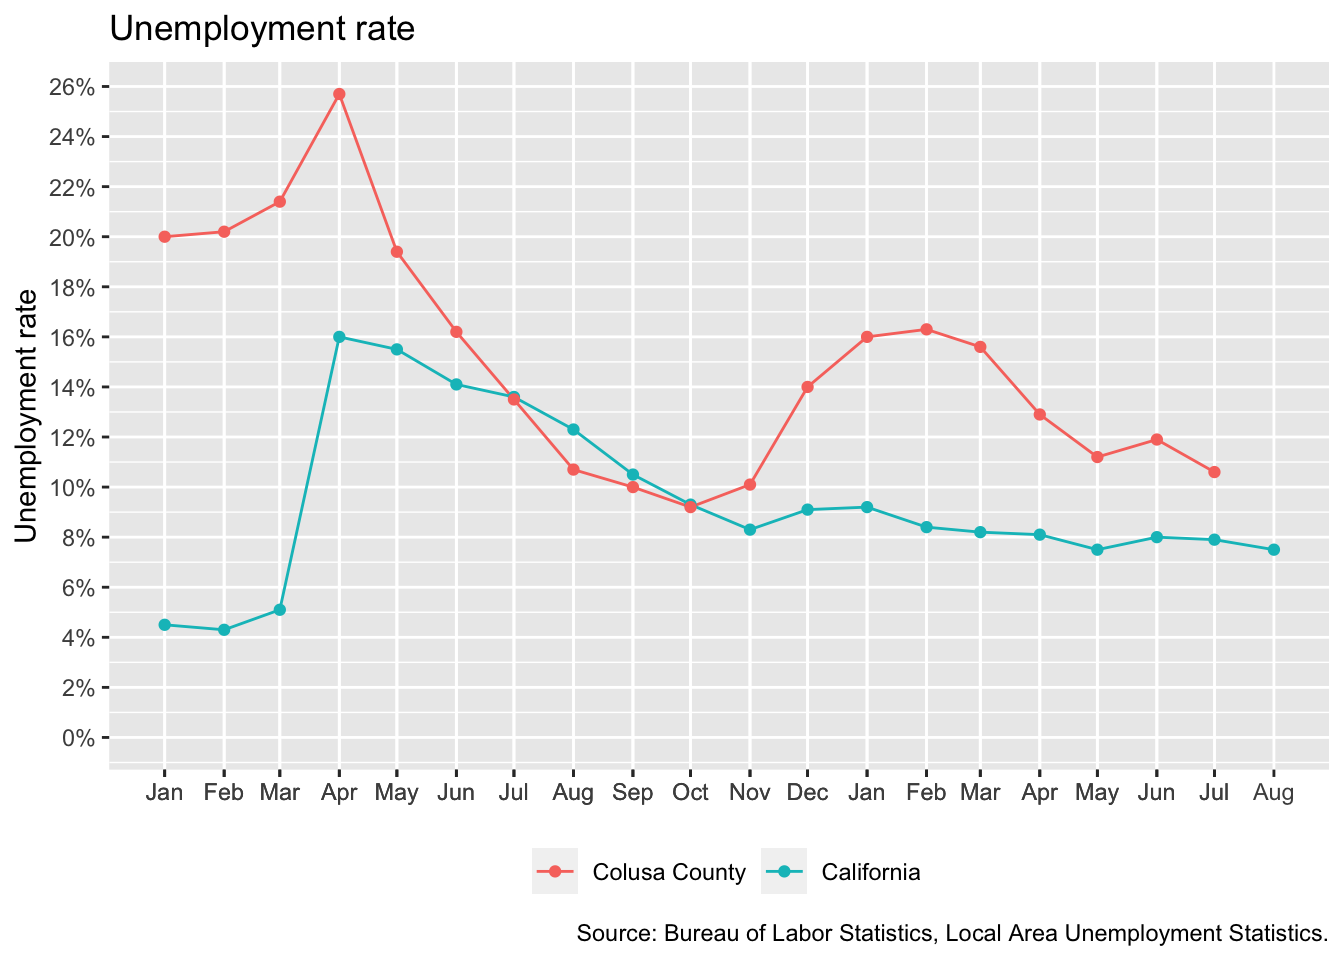 Unemployment rate
26%
24%
22%
20%
18%
16%
14%
12%
10%
8%
6%
4%
2%
0%
Unemployment rate
Jan Feb Mar Apr May Jun Jul Aug Sep Oct Nov Dec Jan Feb Mar Apr May Jun Jul Aug
Colusa County California
Source: Bureau of Labor Statistics, Local Area Unemployment Statistics.